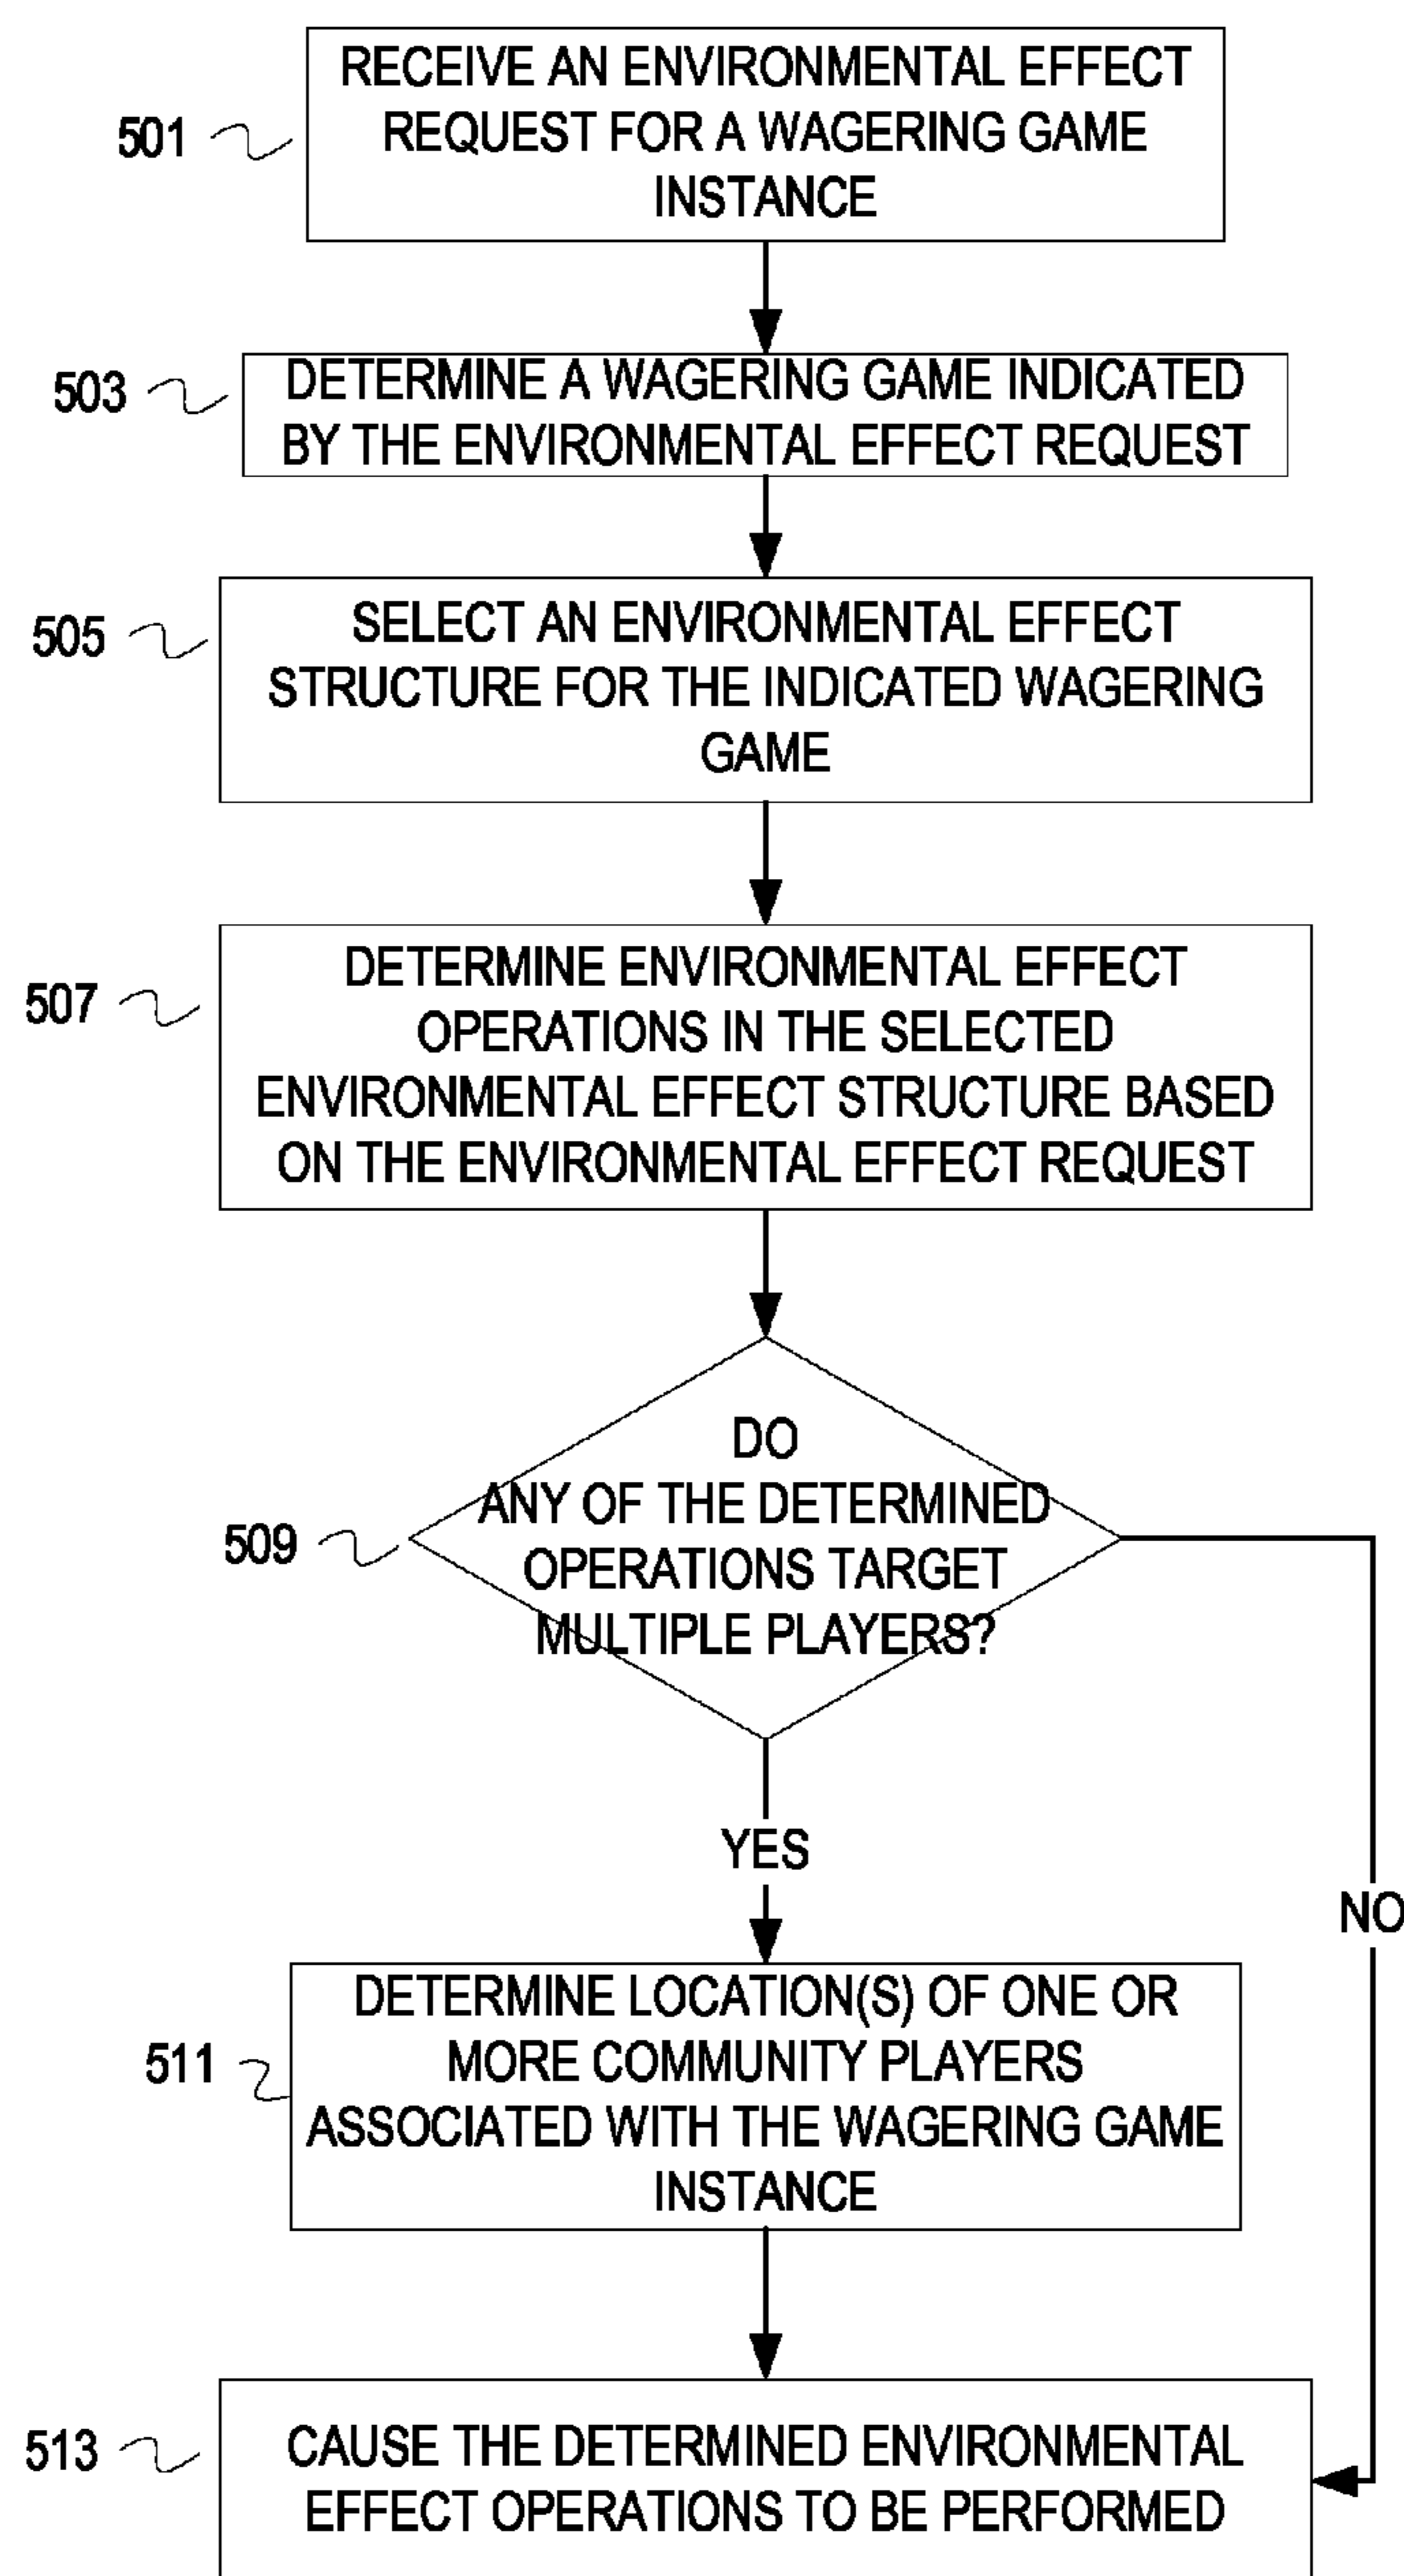 501
RECEIVE AN ENVIRONMENTAL EFFECT
REQUEST FOR A WAGERING GAME
INSTANCE
503
DETERMINE A WAGERING GAME INDICATED
BY THE ENVIRONMENTAL EFFECT REQUEST
505
SELECT AN ENVIRONMENTAL EFFECT
STRUCTURE FOR THE INDICATED WAGERING
GAME
507
DETERMINE ENVIRONMENTAL EFFECT
OPERATIONS IN THE SELECTED
ENVIRONMENTAL EFFECT STRUCTURE BASED
ON THE ENVIRONMENTAL EFFECT REQUEST
509
DO
ANY OF THE DETERMINED
OPERATIONS TARGET
MULTIPLE PLAYERS?
YES
NO
511
DETERMINE LOCATION(S) OF ONE OR
MORE COMMUNITY PLAYERS
ASSOCIATED WITH THE WAGERING GAME
INSTANCE
513
CAUSE THE DETERMINED ENVIRONMENTAL
EFFECT OPERATIONS TO BE PERFORMED